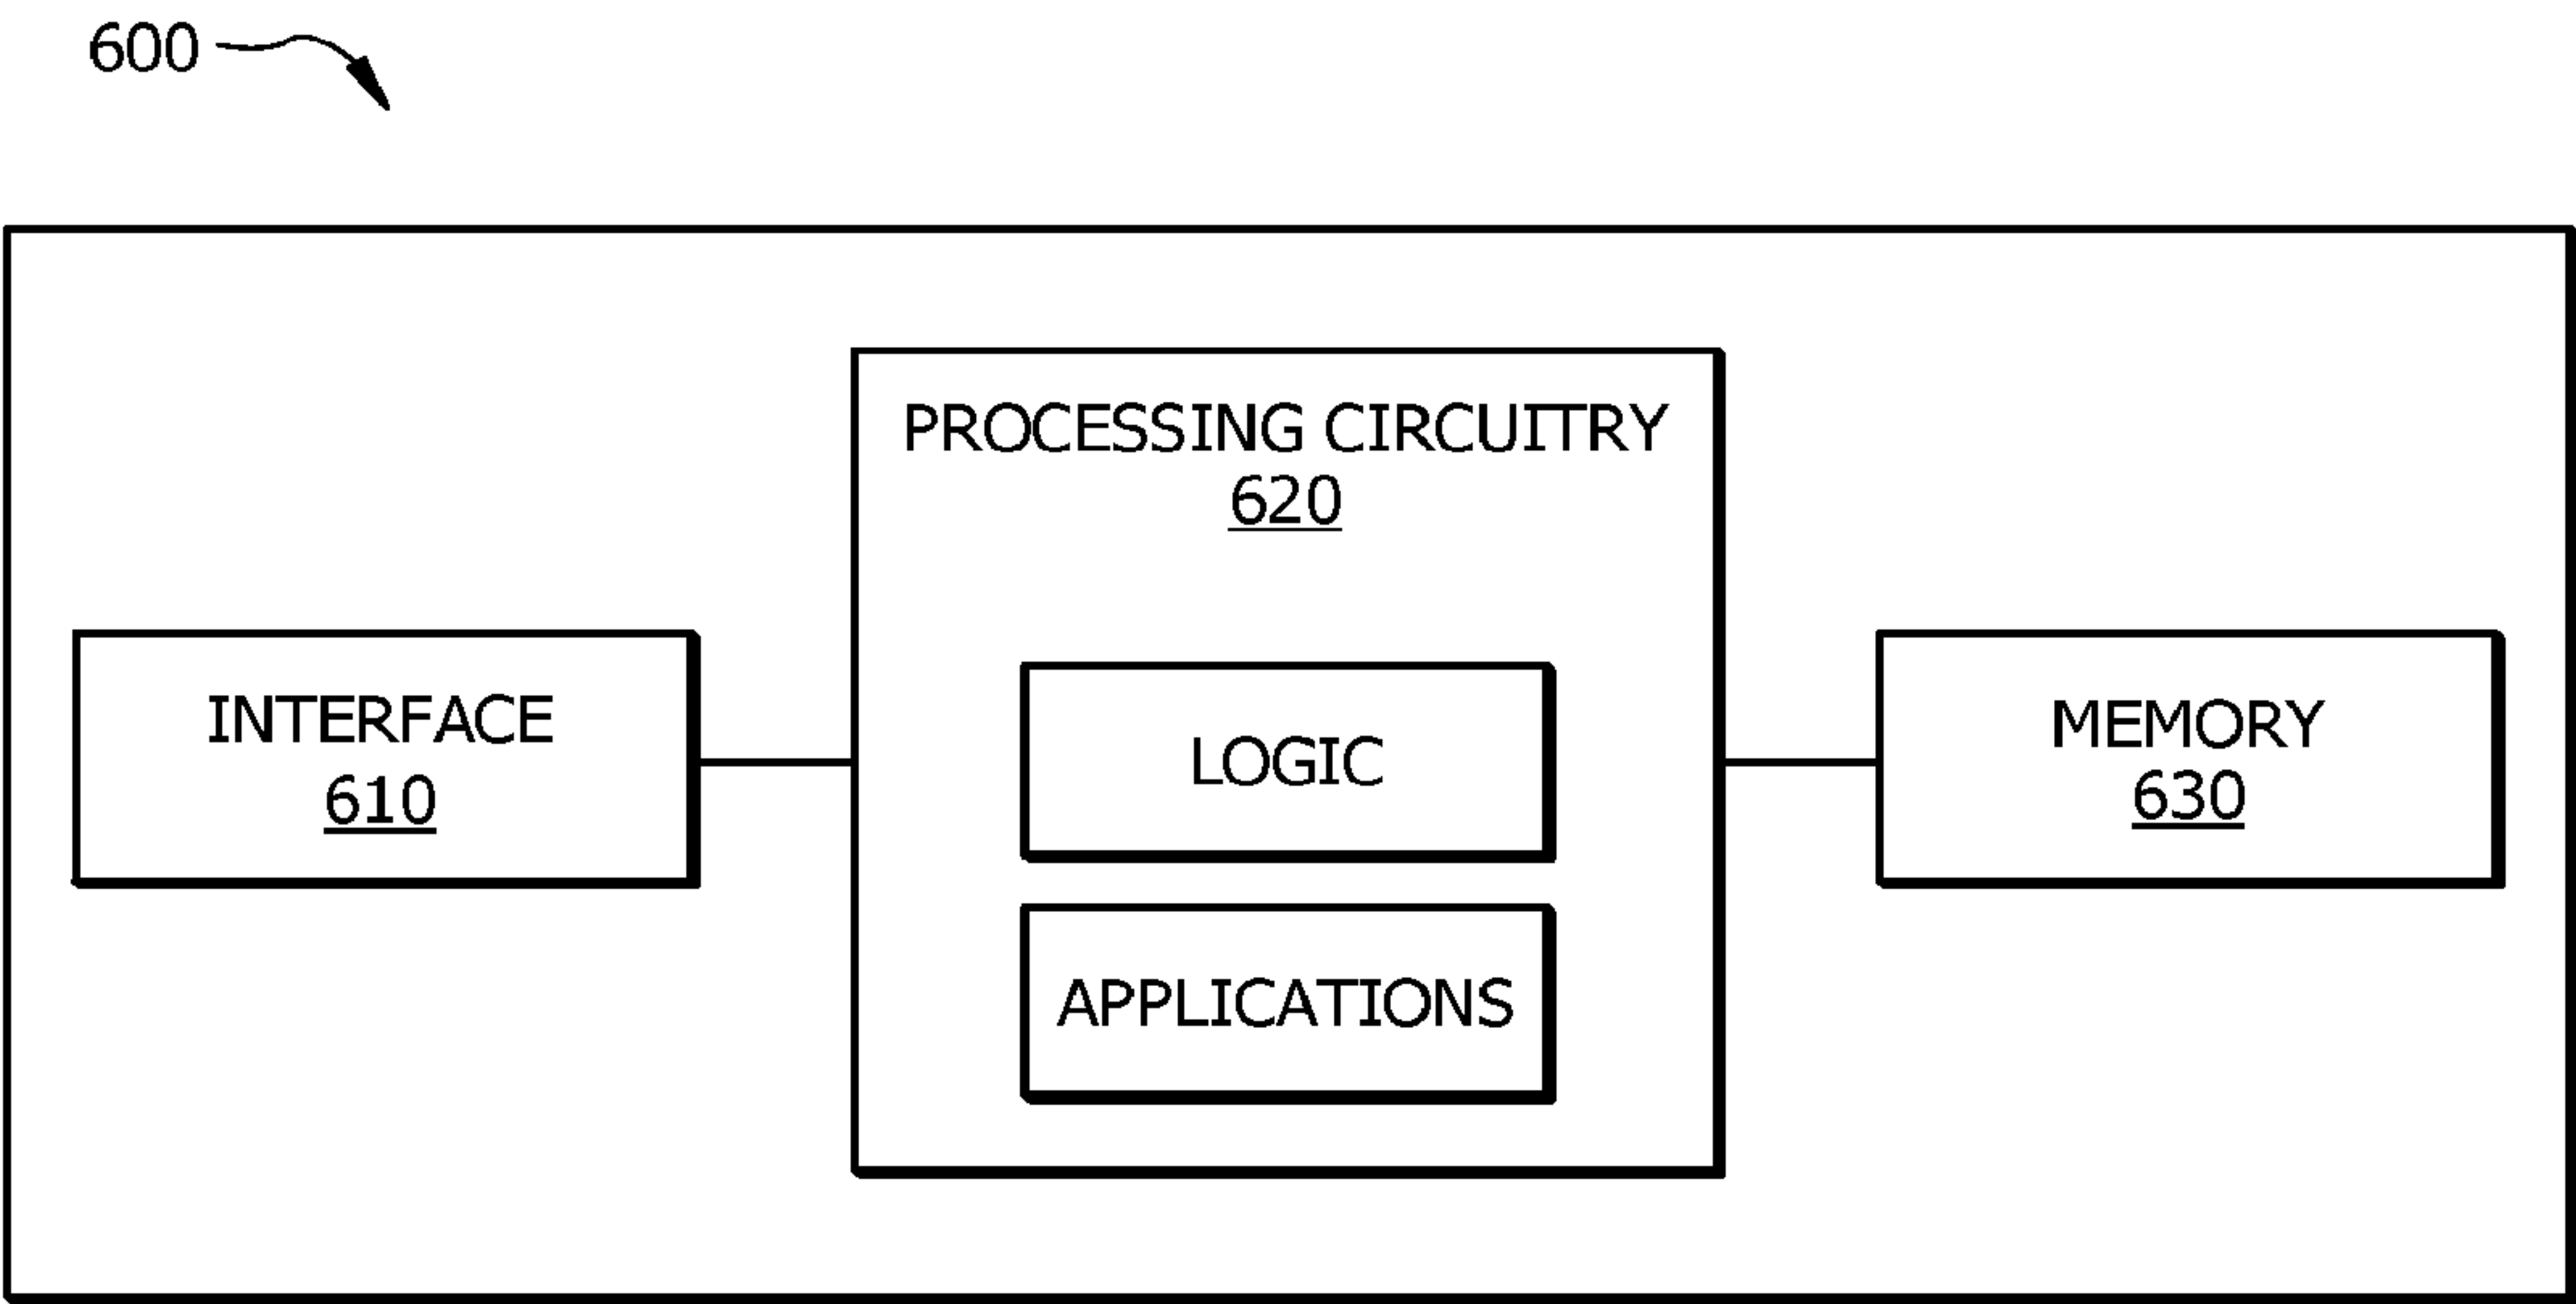 600
PROCESSING CIRCUITRY
620
INTERFACE
610
LOGIC
APPLICATIONS
MEMORY
630